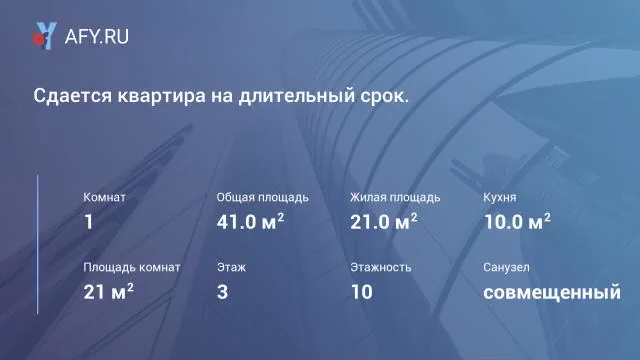 AFY.RU
Сдается квартира на длительный срок.
Комнат
1
Общая площадь
41.0 м²
Жилая площадь
21.0 м²
Кухня
10.0 м²
Площадь комнат
21 м²
Этаж
3
Этажность
10
Санузел
совмещенный